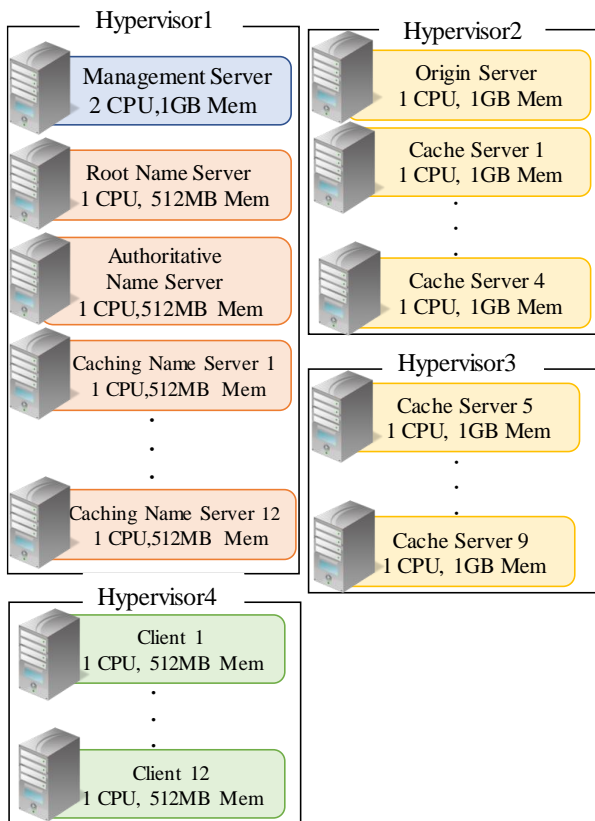 Hypervisor1
Management Server
2 CPU,1GB Mem
Root Name Server
1 CPU, 512MB Mem
Authoritative
Name Server
1 CPU,512MB Mem
Caching Name Server 1
1 CPU,512MB Mem
Caching Name Server 12
1 CPU,512MB Mem
Hypervisor2
Origin Server
1 CPU, 1GB Mem
Cache Server 1
1 CPU, 1GB Mem
Cache Server 4
1 CPU, 1GB Mem
Hypervisor3
Cache Server 5
1 CPU, 1GB Mem
Cache Server 9
1 CPU, 1GB Mem
Hypervisor4
Client 1
1 CPU, 512MB Mem
Client 12
1 CPU, 512MB Mem